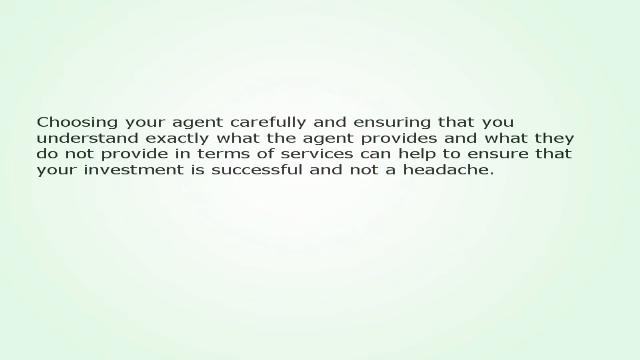 Choosing your agent carefully and ensuring that you
understand exactly what the agent provides and what they
do not provide in terms of services can help to ensure that
your investment is successful and not a headache.